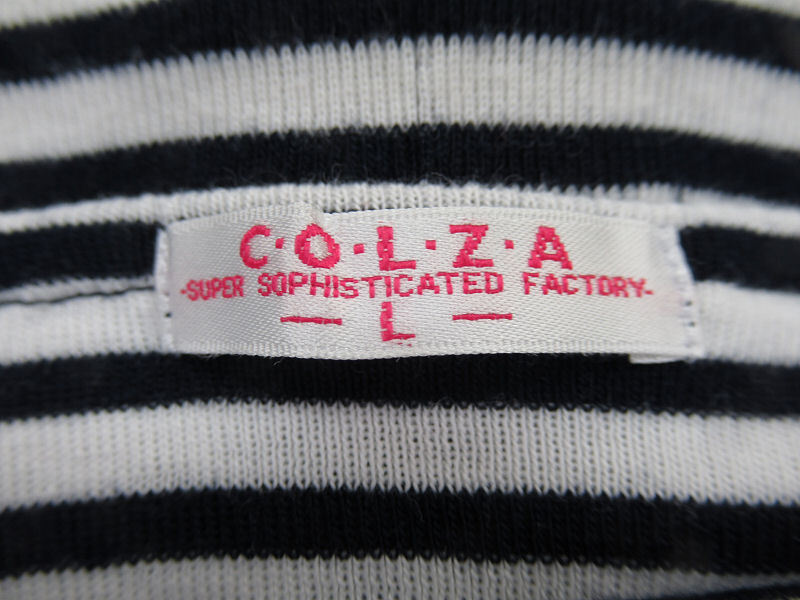 C·O·L·Z·A
-SUPER SOPHISTICATED FACTORY-
— L —